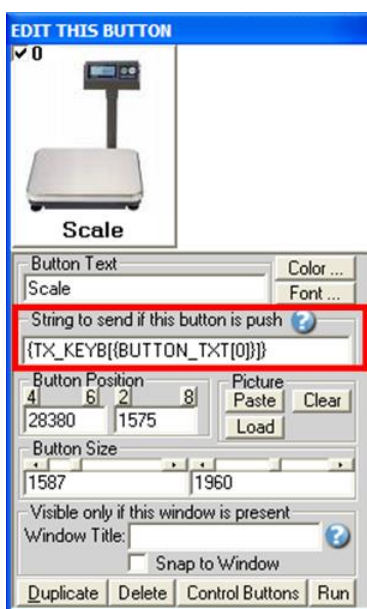 EDIT THIS BUTTON
0
Scale
Button Text
Color ...
Scale
Font ...
String to send if this button is push ?
{TX_KEYB[{BUTTON_TXT[0]}]}
Button Position
Picture
4 6 2 8
Paste Clear
28380 1575
Load
Button Size
1587 1960
Visible only if this window is present
Window Title: ?
Snap to Window
Duplicate Delete Control Buttons Run